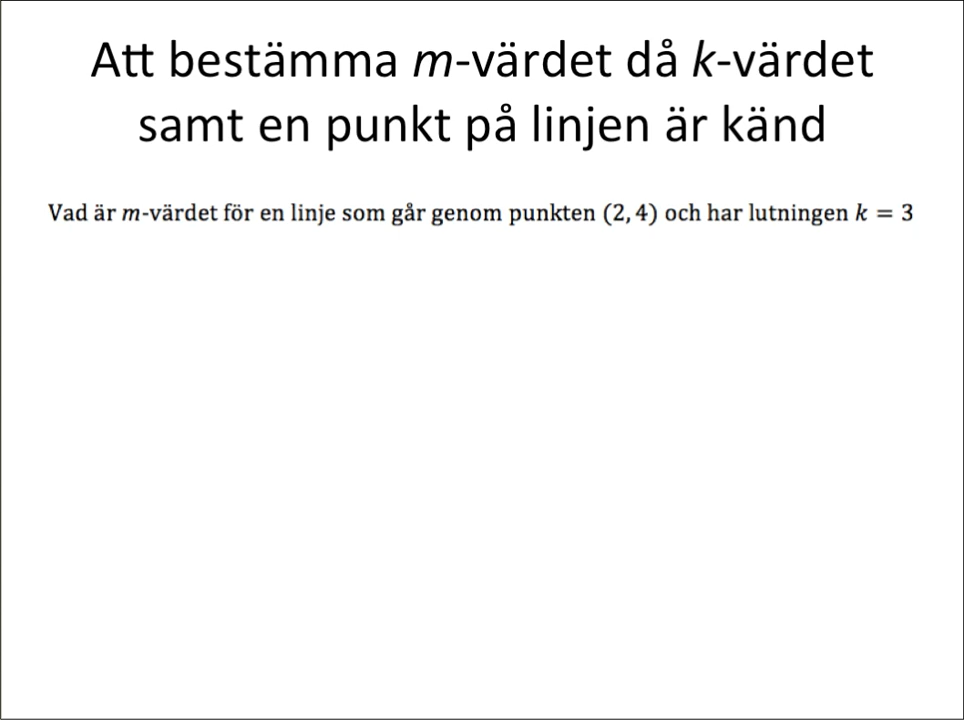 Att bestämma m-värdet då k-värdet
samt en punkt på linjen är känd
Vad är m-värdet för en linje som går genom punkten (2, 4) och har lutningen k = 3